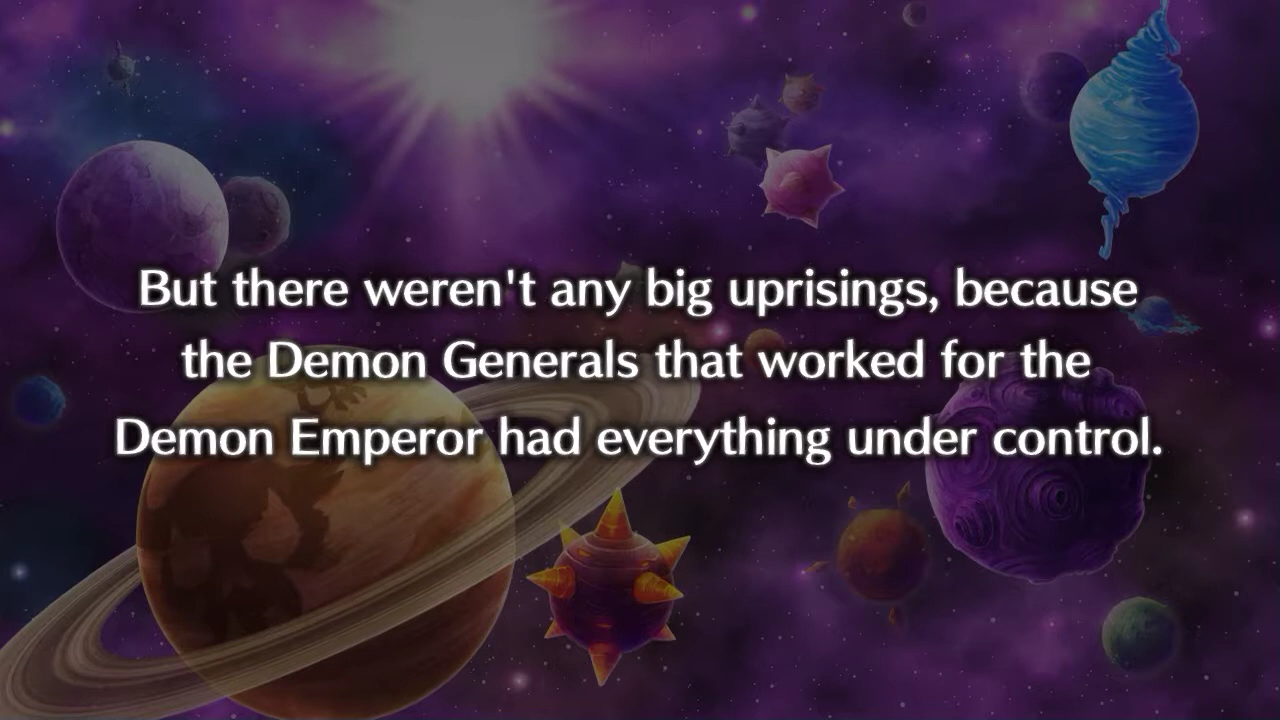 But there weren't any big uprisings, because
the Demon Generals that worked for the
Demon Emperor had everything under control.